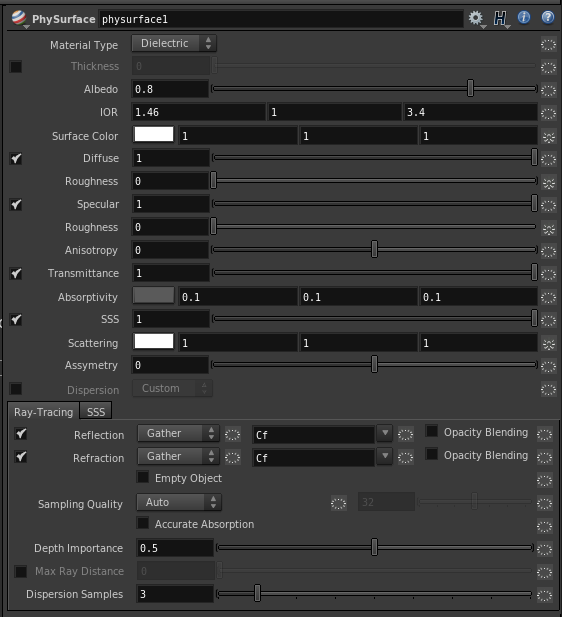 PhySurface physurface1
Material Type Dielectric
Thickness 0
Albedo 0.8
IOR 1.46 1 3.4
Surface Color 1 1 1
Diffuse 1
Roughness 0
Specular 1
Roughness 0
Anisotropy 0
Transmittance 1
Absorptivity 0.1 0.1 0.1
SSS 1
Scattering 1 1 1
Assymetry 0
Dispersion Custom
Ray-Tracing SSS
Reflection Gather Cf Opacity Blending
Refraction Gather Cf Opacity Blending
Empty Object
Sampling Quality Auto 32
Accurate Absorption
Depth Importance 0.5
Max Ray Distance 0
Dispersion Samples 3